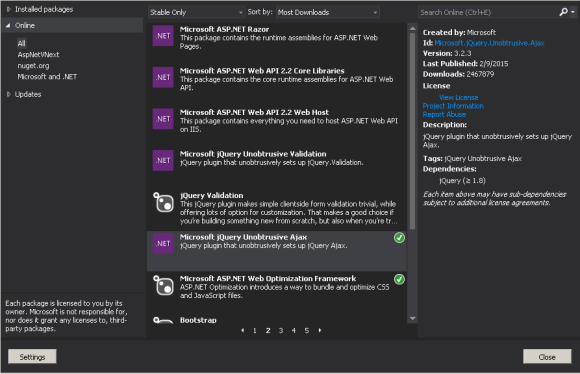 Installed packages
Online
All
AspNetVNext
nuget.org
Microsoft and .NET
Updates
Each package is licensed to you by its
owner. Microsoft is not responsible for,
nor does it grant any licenses to, third-
party packages.
Settings
Stable Only
Sort by: Most Downloads
.NET
Microsoft ASP.NET Razor
This package contains the runtime assemblies for ASP.NET Web
Pages.
.NET
Microsoft ASP.NET Web API 2.2 Core Libraries
This package contains the core runtime assemblies for ASP.NET Web
API.
.NET
Microsoft ASP.NET Web API 2.2 Web Host
This package contains everything you need to host ASP.NET Web API
on IIS.
.NET
Microsoft jQuery Unobtrusive Validation
jQuery plugin that unobtrusively sets up jQuery.Validation.
jQuery Validation
This jQuery plugin makes simple clientside form validation trivial, while
offering lots of option for customization. That makes a good choice if
you're building something new from scratch, but also when you're tr...
.NET
Microsoft jQuery Unobtrusive Ajax
jQuery plugin that unobtrusively sets up jQuery Ajax.
Microsoft ASP.NET Web Optimization Framework
ASP.NET Optimization introduces a way to bundle and optimize CSS
and JavaScript files.
Bootstrap
1 2 3 4 5
Search Online (Ctrl+E)
Created by: Microsoft
Id: Microsoft.jQuery.Unobtrusive.Ajax
Version: 3.2.3
Last Published: 2/9/2015
Downloads: 2467879
License
View License
Project Information
Report Abuse
Description:
jQuery plugin that unobtrusively sets up jQuery
Ajax.
Tags: jQuery Unobtrusive Ajax
Dependencies:
jQuery (≥ 1.8)
Each item above may have sub-dependencies
subject to additional license agreements.
Close